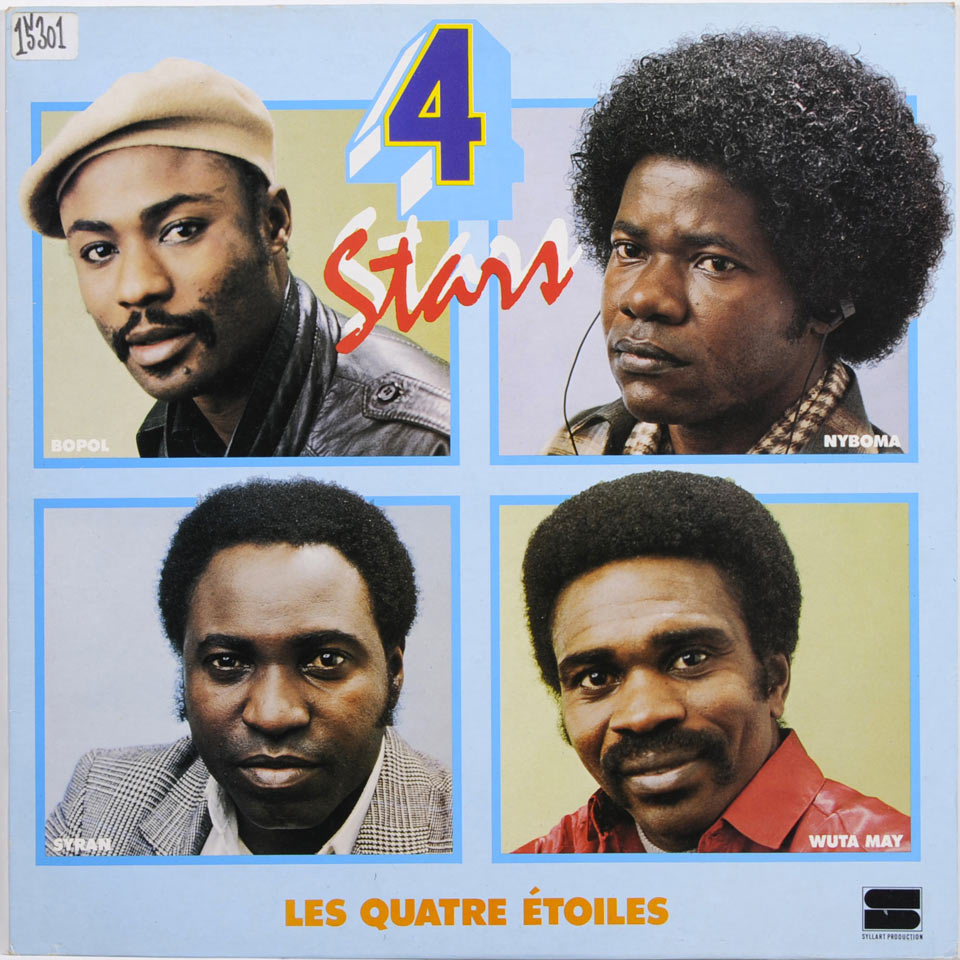 15301
4
Stars
BOPOL
NYBOMA
SYRAN
WUTA MAY
LES QUATRE ÉTOILES
SYLLART PRODUCTION